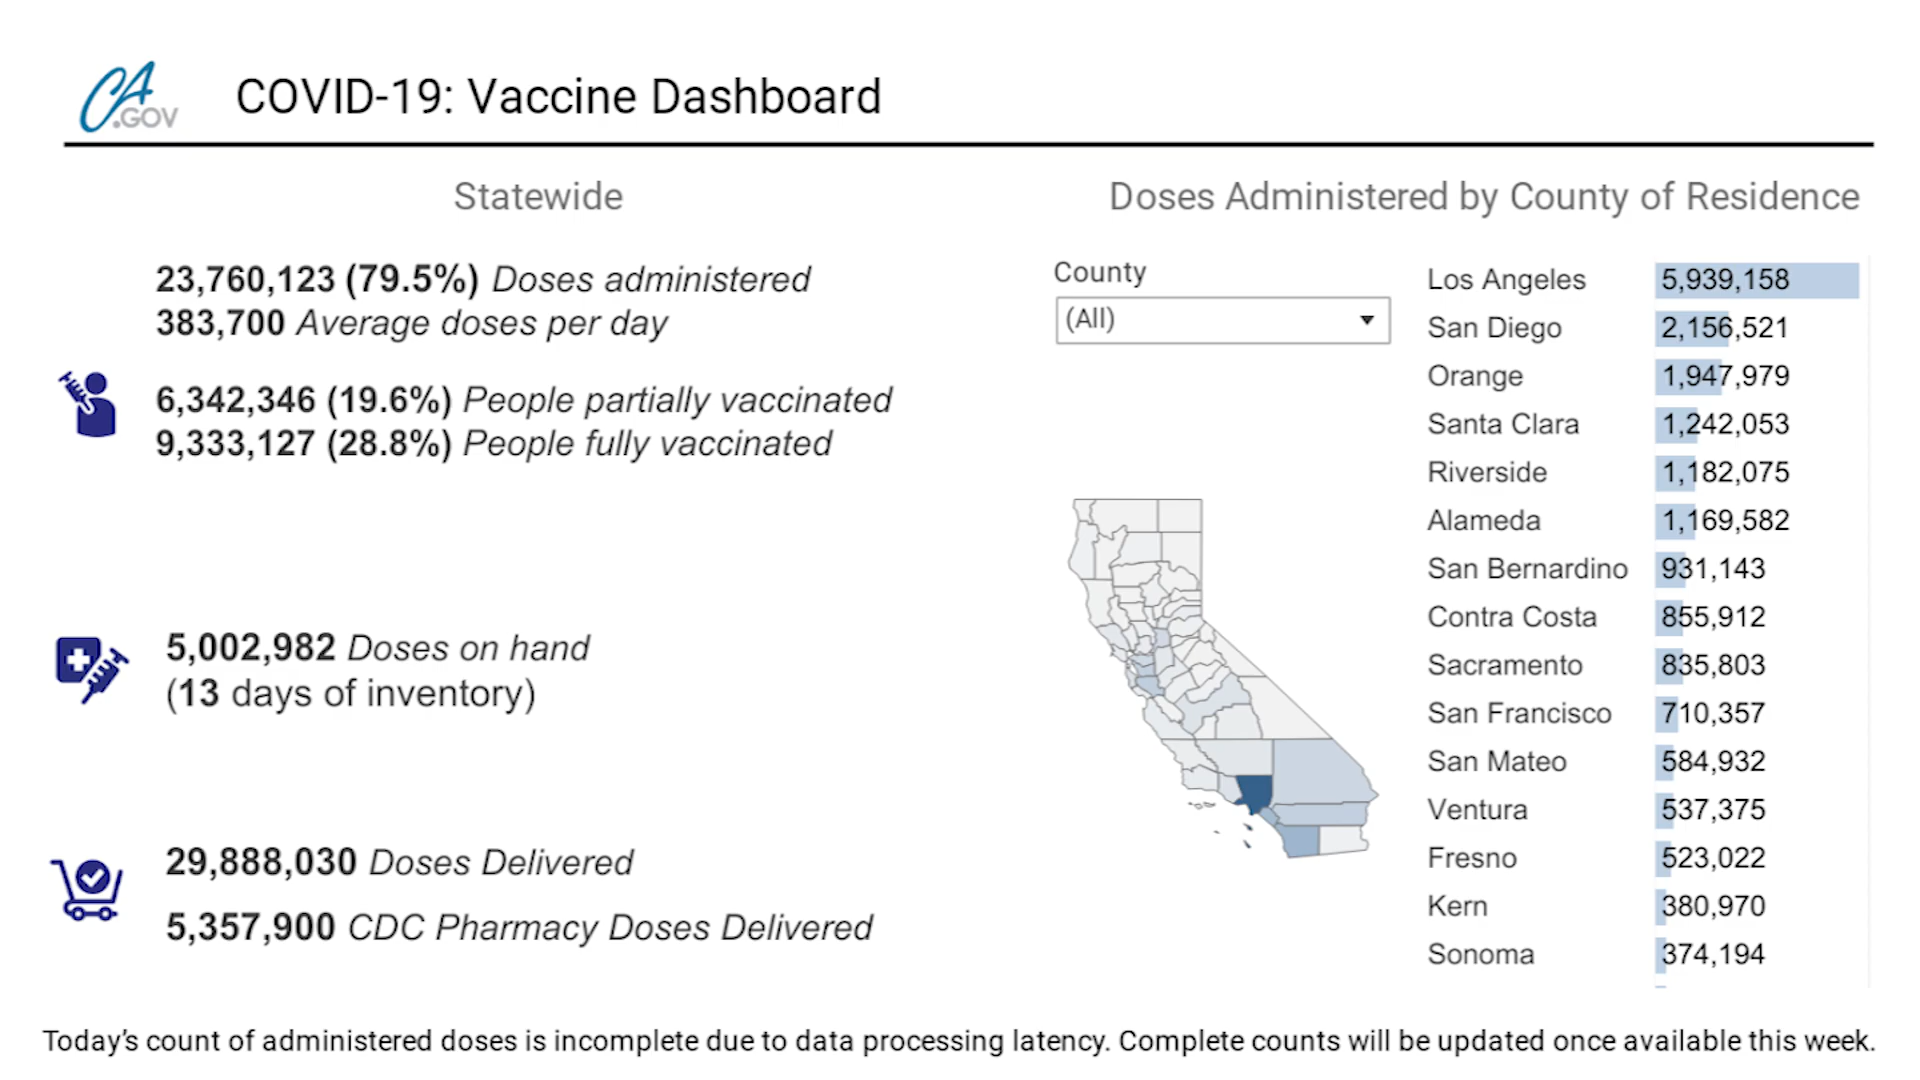 CA
.GOV
COVID-19: Vaccine Dashboard
Statewide
23,760,123 (79.5%) Doses administered
383,700 Average doses per day
6,342,346 (19.6%) People partially vaccinated
9,333,127 (28.8%) People fully vaccinated
5,002,982 Doses on hand
(13 days of inventory)
29,888,030 Doses Delivered
5,357,900 CDC Pharmacy Doses Delivered
Doses Administered by County of Residence
County
(All)
Los Angeles 5,939,158
San Diego 2,156,521
Orange 1,947,979
Santa Clara 1,242,053
Riverside 1,182,075
Alameda 1,169,582
San Bernardino 931,143
Contra Costa 855,912
Sacramento 835,803
San Francisco 710,357
San Mateo 584,932
Ventura 537,375
Fresno 523,022
Kern 380,970
Sonoma 374,194
Today's count of administered doses is incomplete due to data processing latency. Complete counts will be updated once available this week.